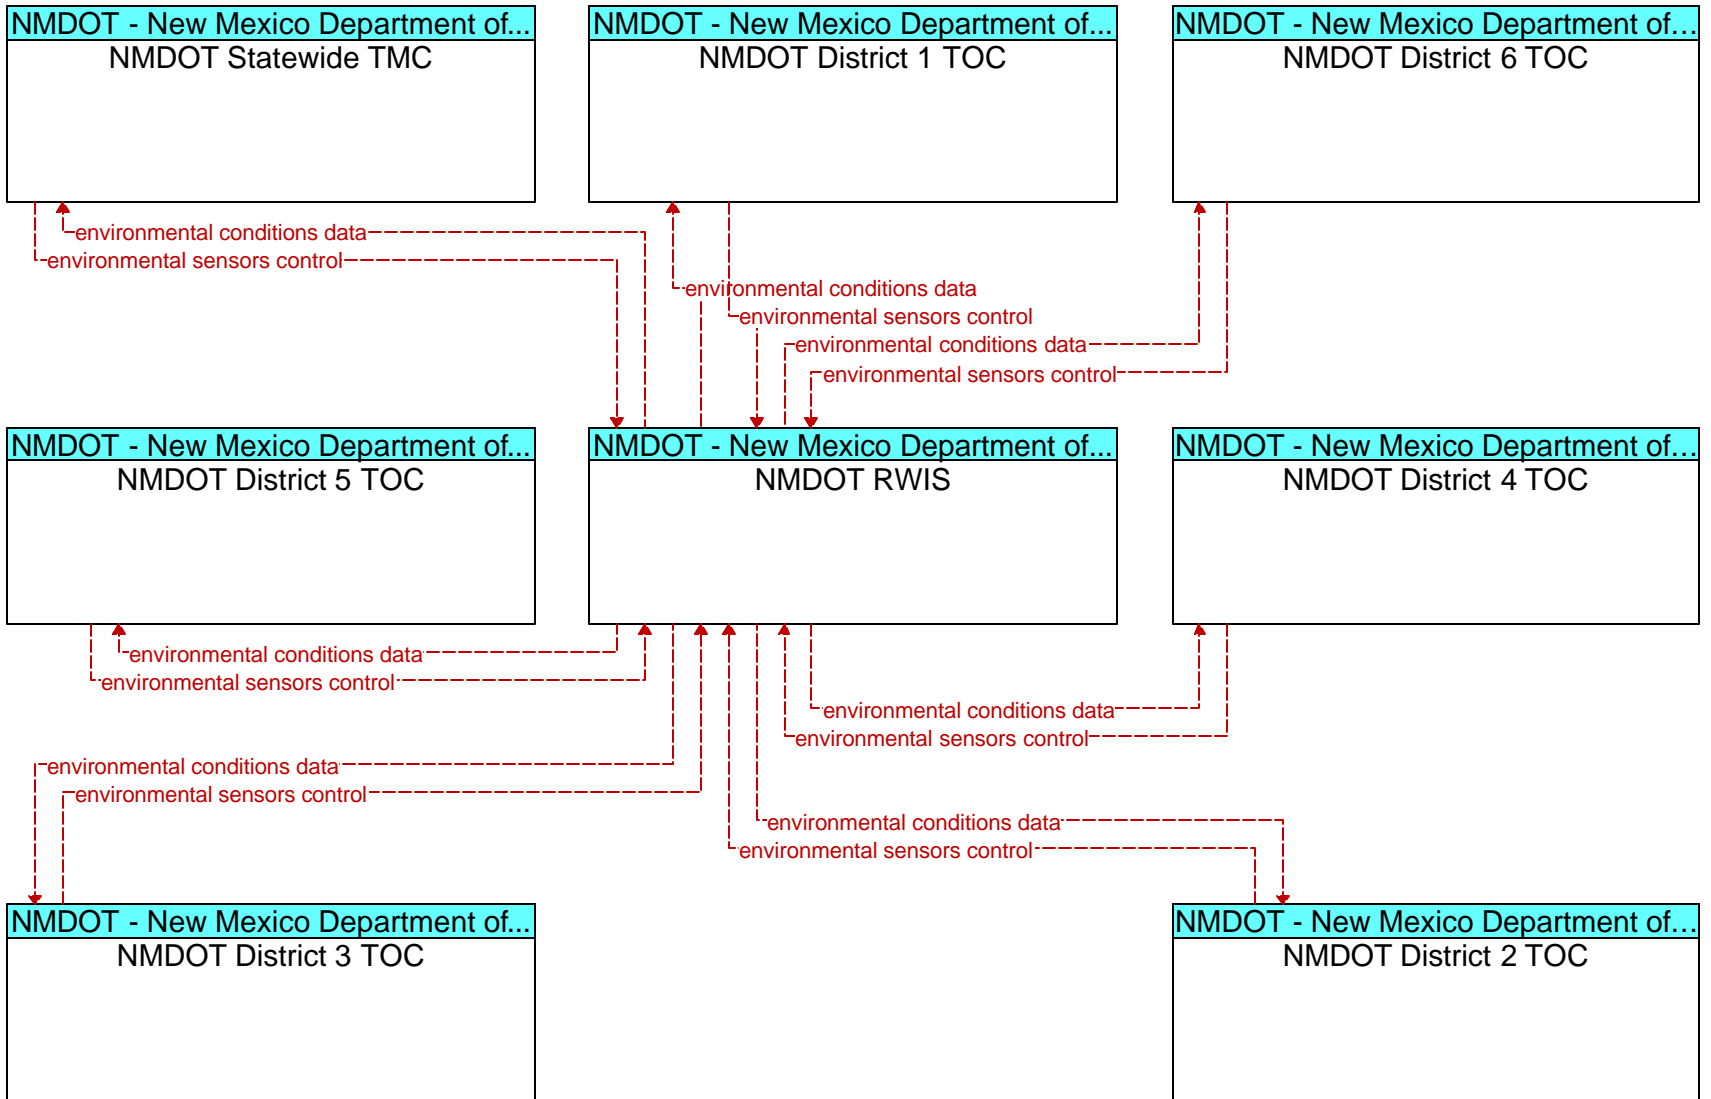 NMDOT - New Mexico Department of...
NMDOT Statewide TMC
NMDOT - New Mexico Department of...
NMDOT District 1 TOC
NMDOT - New Mexico Department of...
NMDOT District 6 TOC
environmental conditions data
environmental sensors control
environmental conditions data
environmental sensors control
environmental conditions data
environmental sensors control
NMDOT - New Mexico Department of...
NMDOT District 5 TOC
NMDOT - New Mexico Department of...
NMDOT RWIS
NMDOT - New Mexico Department of...
NMDOT District 4 TOC
environmental conditions data
environmental sensors control
environmental conditions data
environmental sensors control
environmental conditions data
environmental sensors control
environmental conditions data
environmental sensors control
NMDOT - New Mexico Department of...
NMDOT District 3 TOC
NMDOT - New Mexico Department of...
NMDOT District 2 TOC